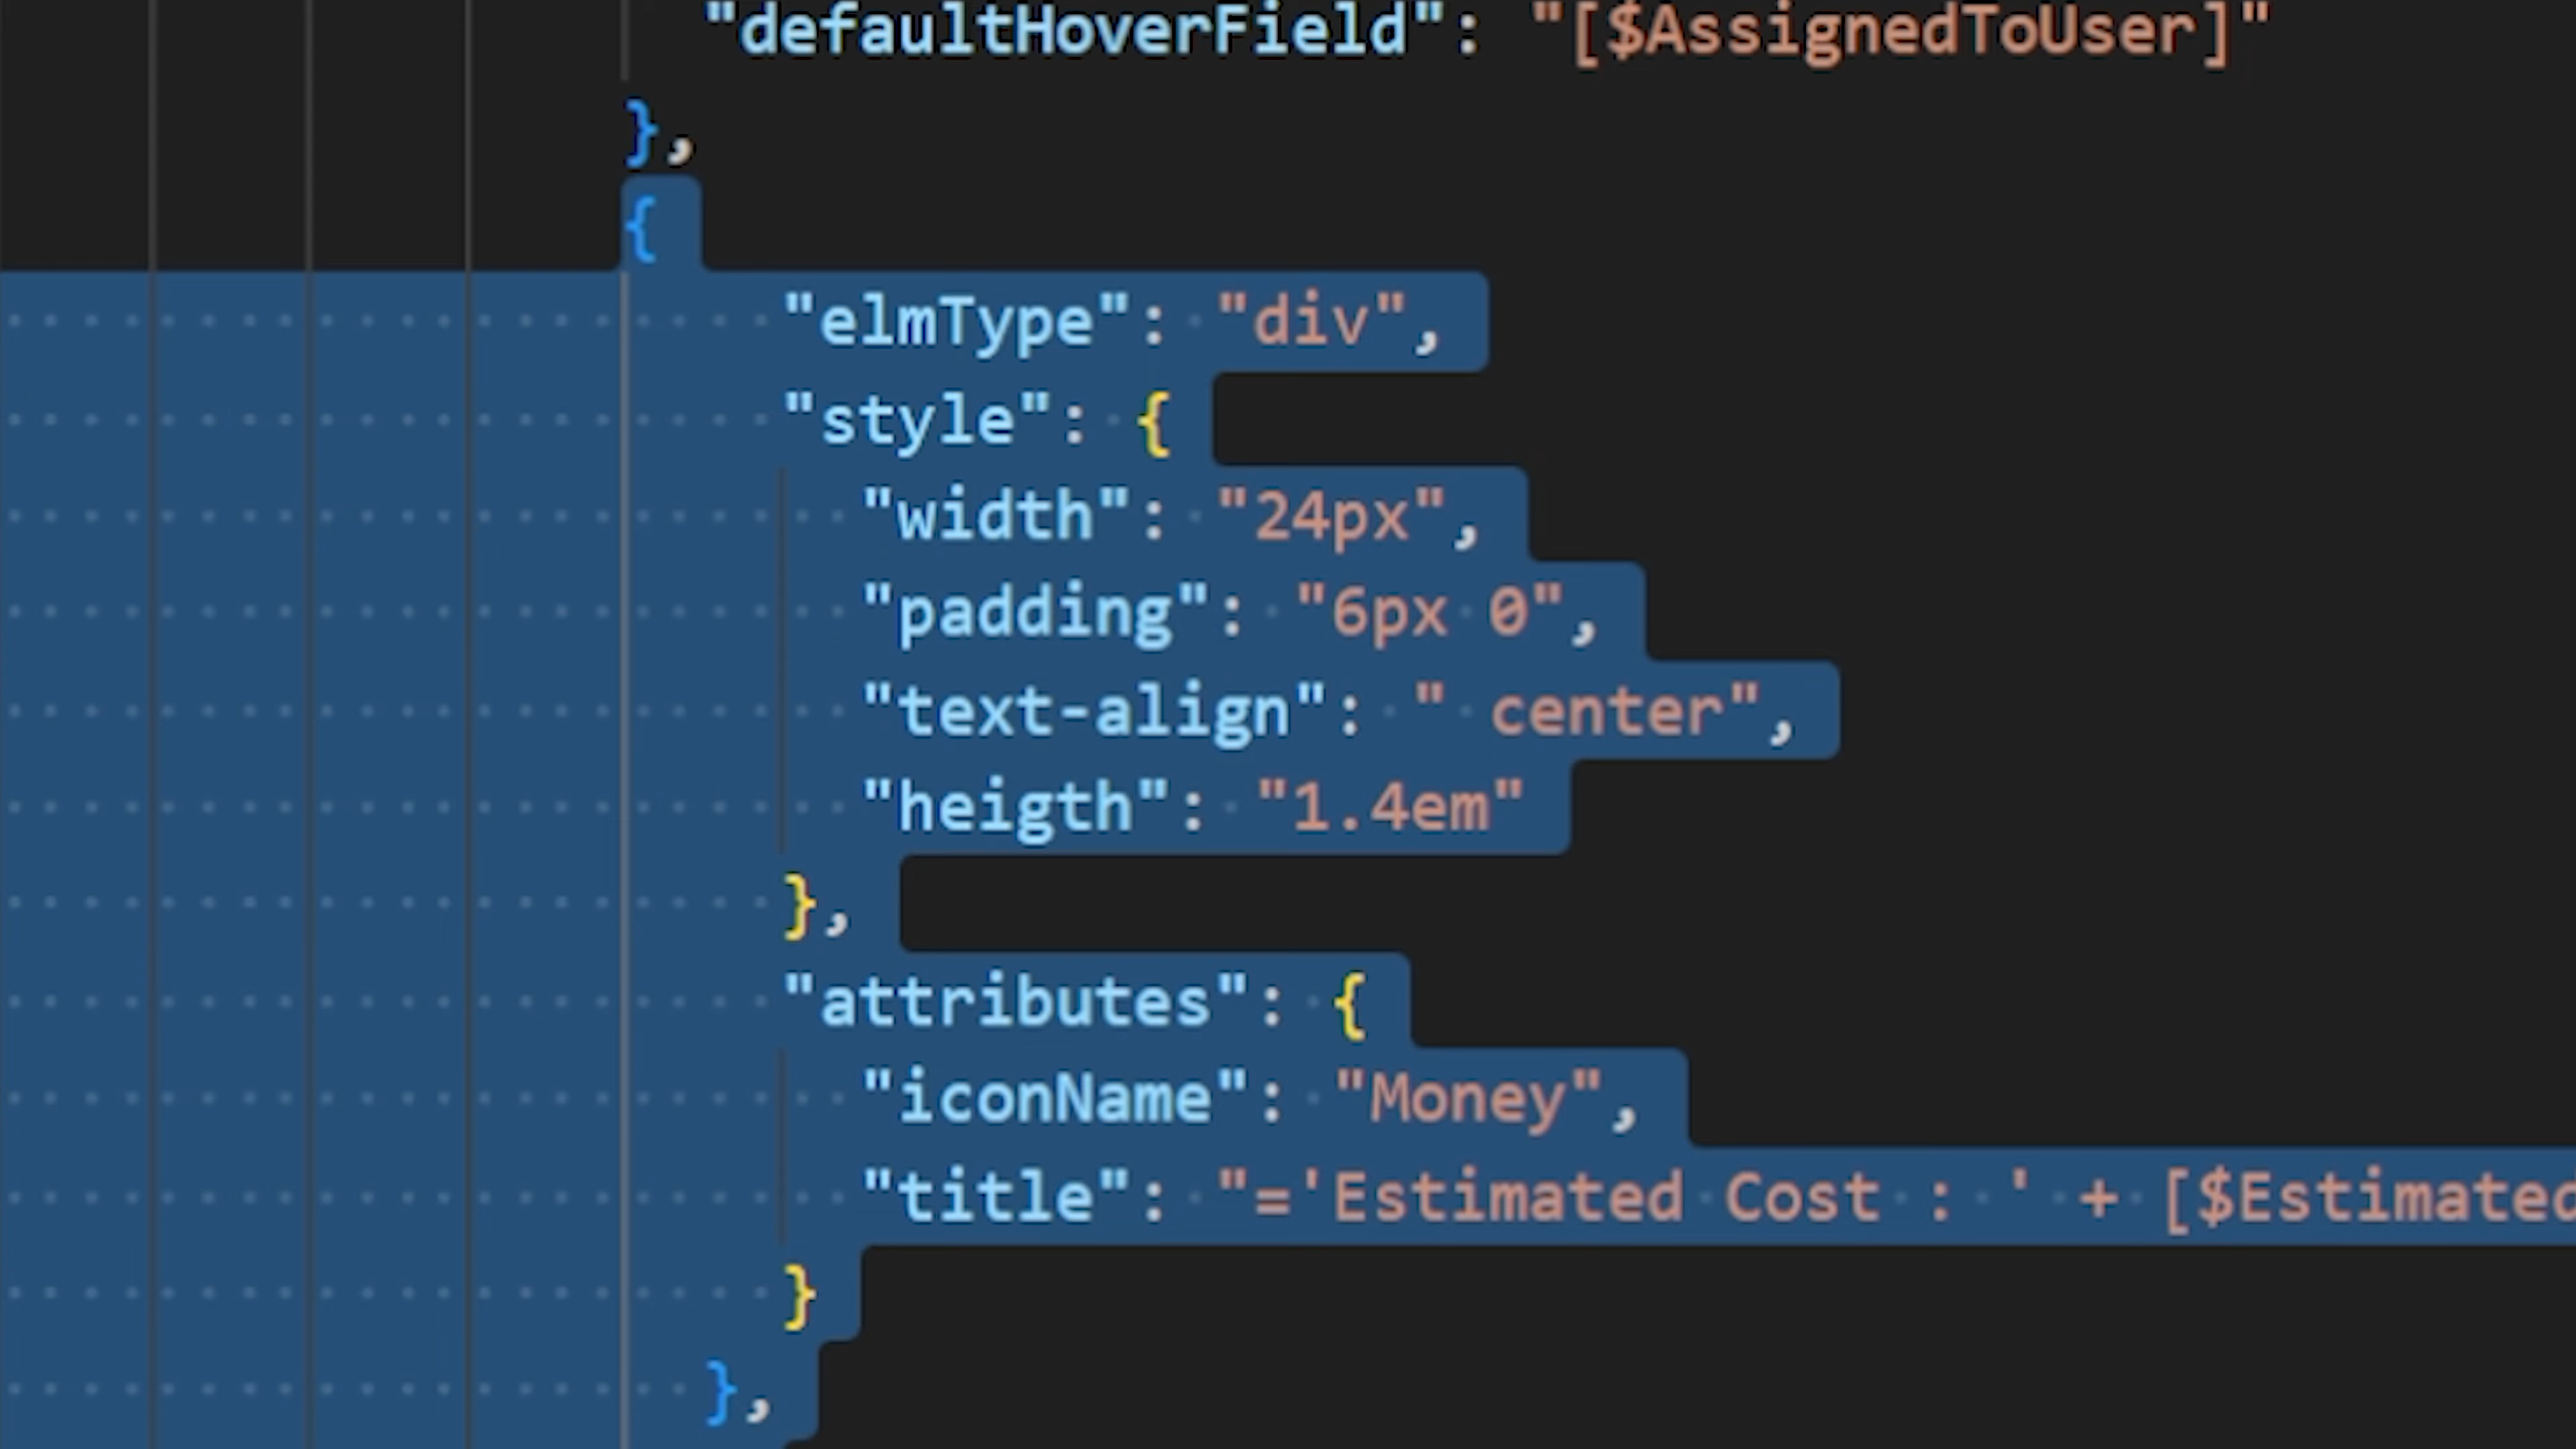 "defaultHoverField": "[$AssignedToUser]"
},
{
"elmType": "div",
"style": {
"width": "24px",
"padding": "6px 0",
"text-align": " center",
"heigth": "1.4em"
},
"attributes": {
"iconName": "Money",
"title": "='Estimated Cost : ' + [$Estimated
}
},